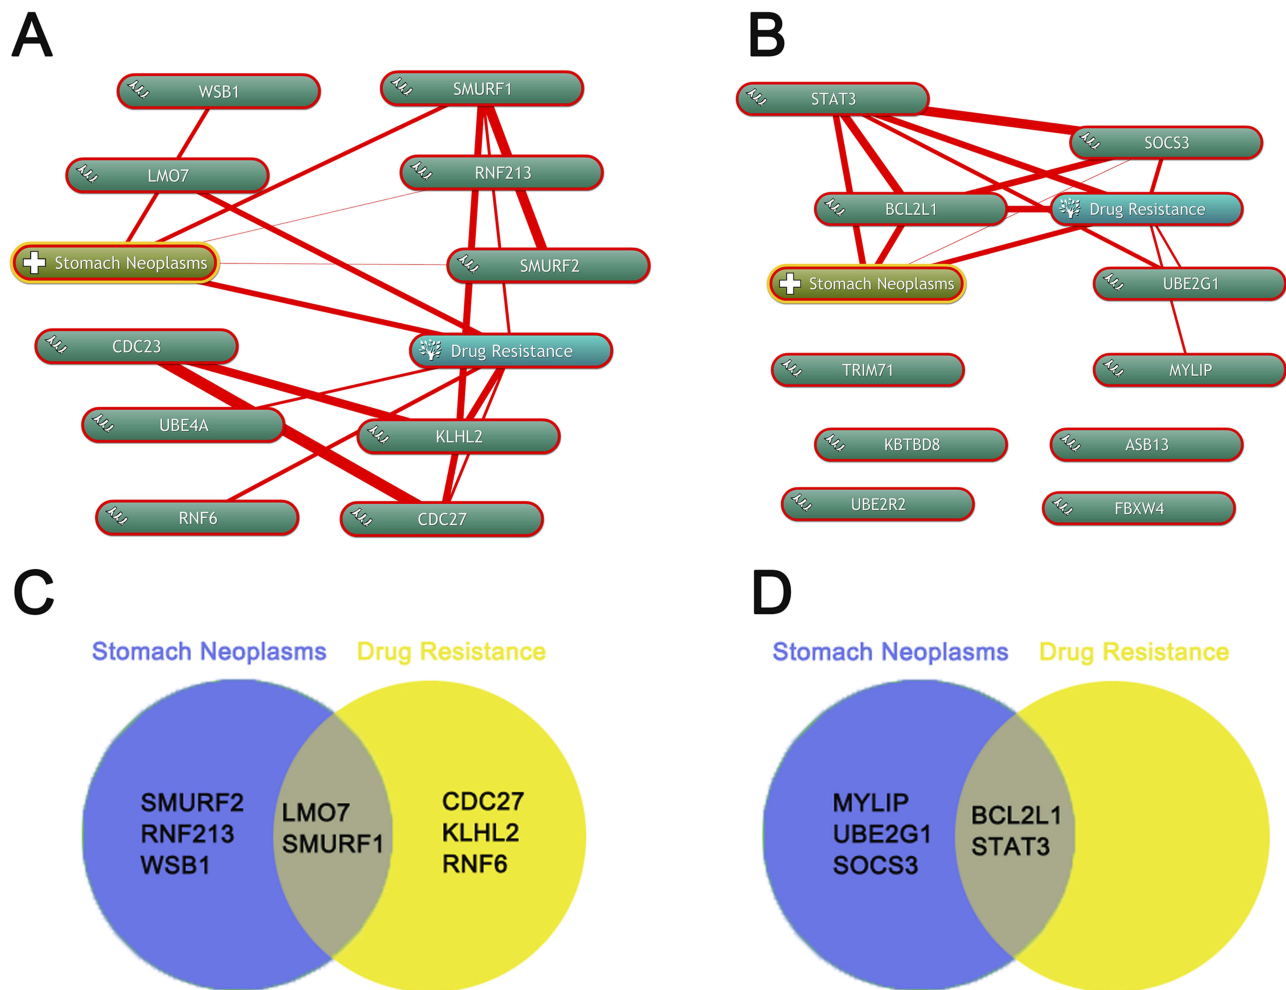 A
B
WSB1
SMURF1
STAT3
SOCS3
LMO7
RNF213
BCL2L1
Drug Resistance
Stomach Neoplasms
SMURF2
Stomach Neoplasms
UBE2G1
CDC23
Drug Resistance
TRIM71
MYLIP
UBE4A
KLHL2
KBTBD8
ASB13
RNF6
CDC27
UBE2R2
FBXW4
C
D
Stomach Neoplasms Drug Resistance
Stomach Neoplasms Drug Resistance
SMURF2
RNF213
WSB1
LMO7
SMURF1
CDC27
KLHL2
RNF6
MYLIP
UBE2G1
SOCS3
BCL2L1
STAT3